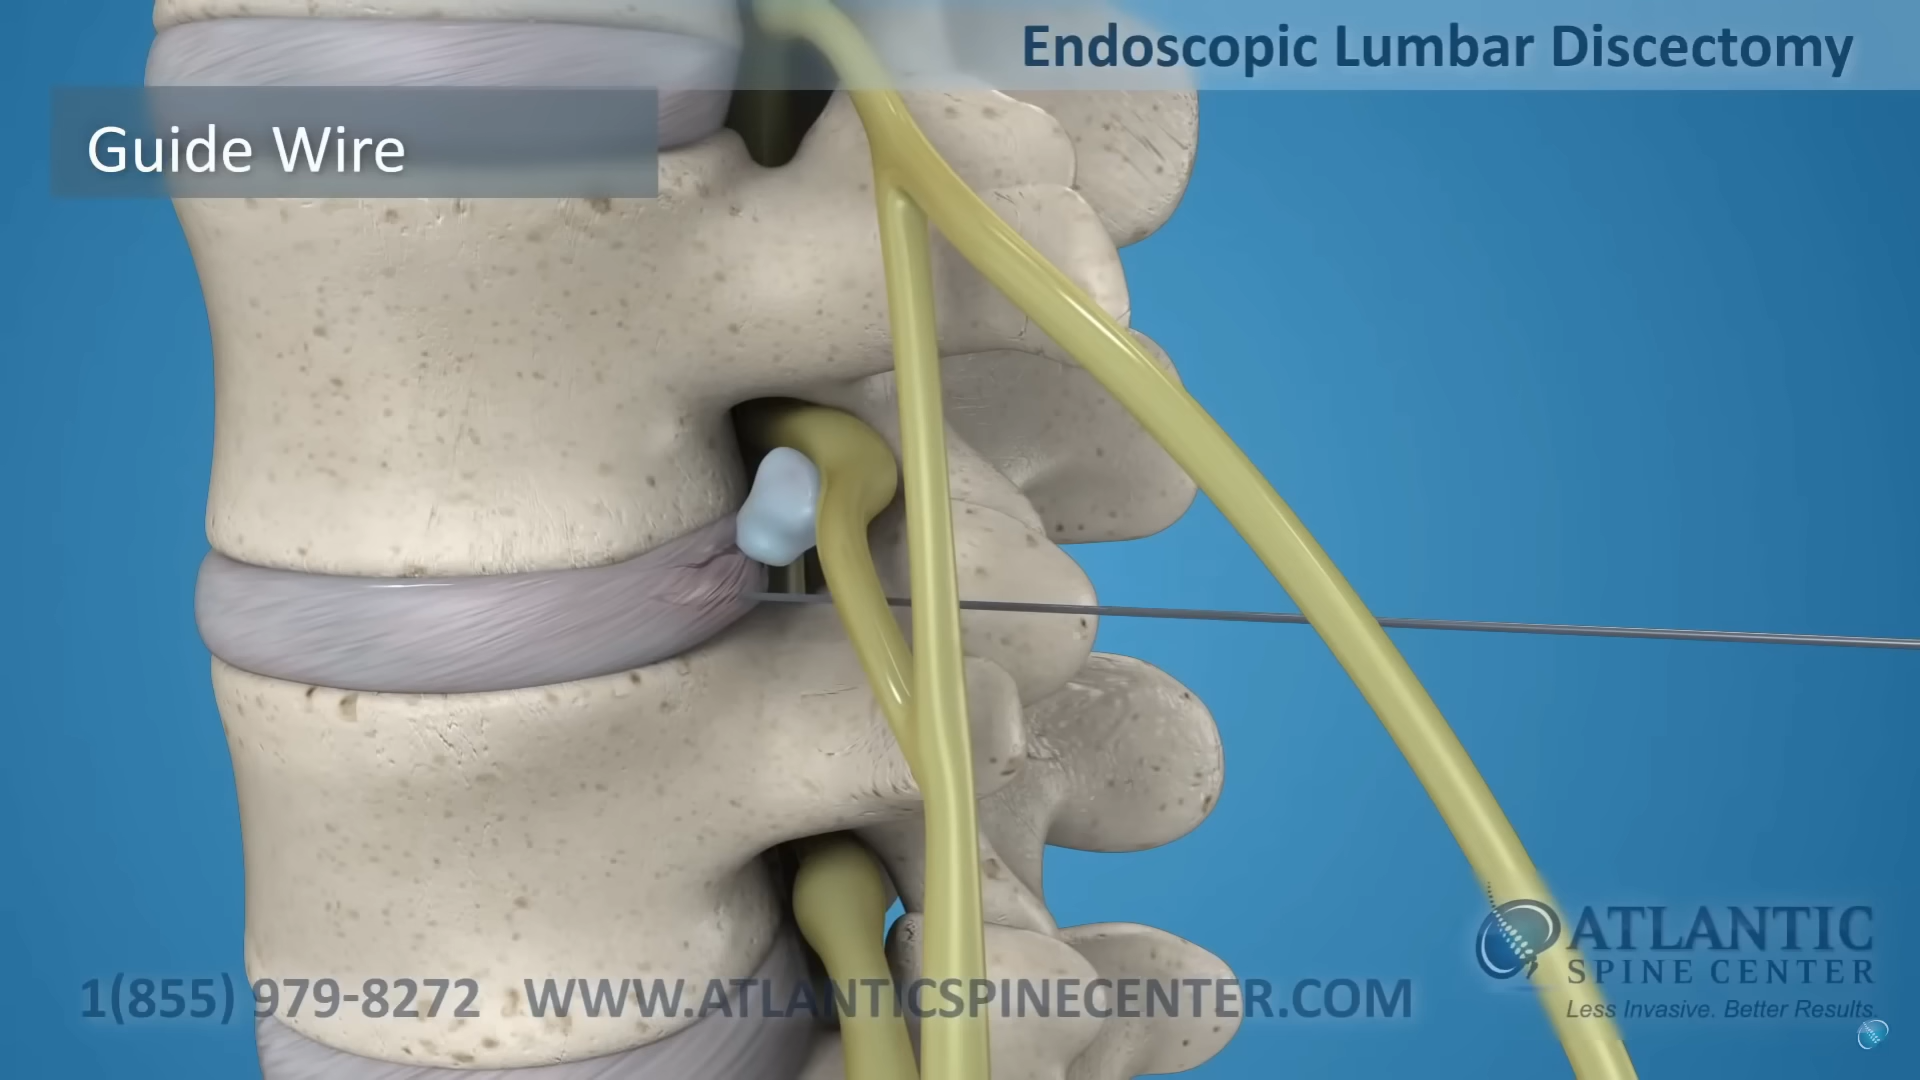 Endoscopic Lumbar Discectomy
Guide Wire
ATLANTIC
SPINE CENTER
Less Invasive. Better Results.
1(855) 979-8272 WWW.ATLANTICSPINECENTER.COM